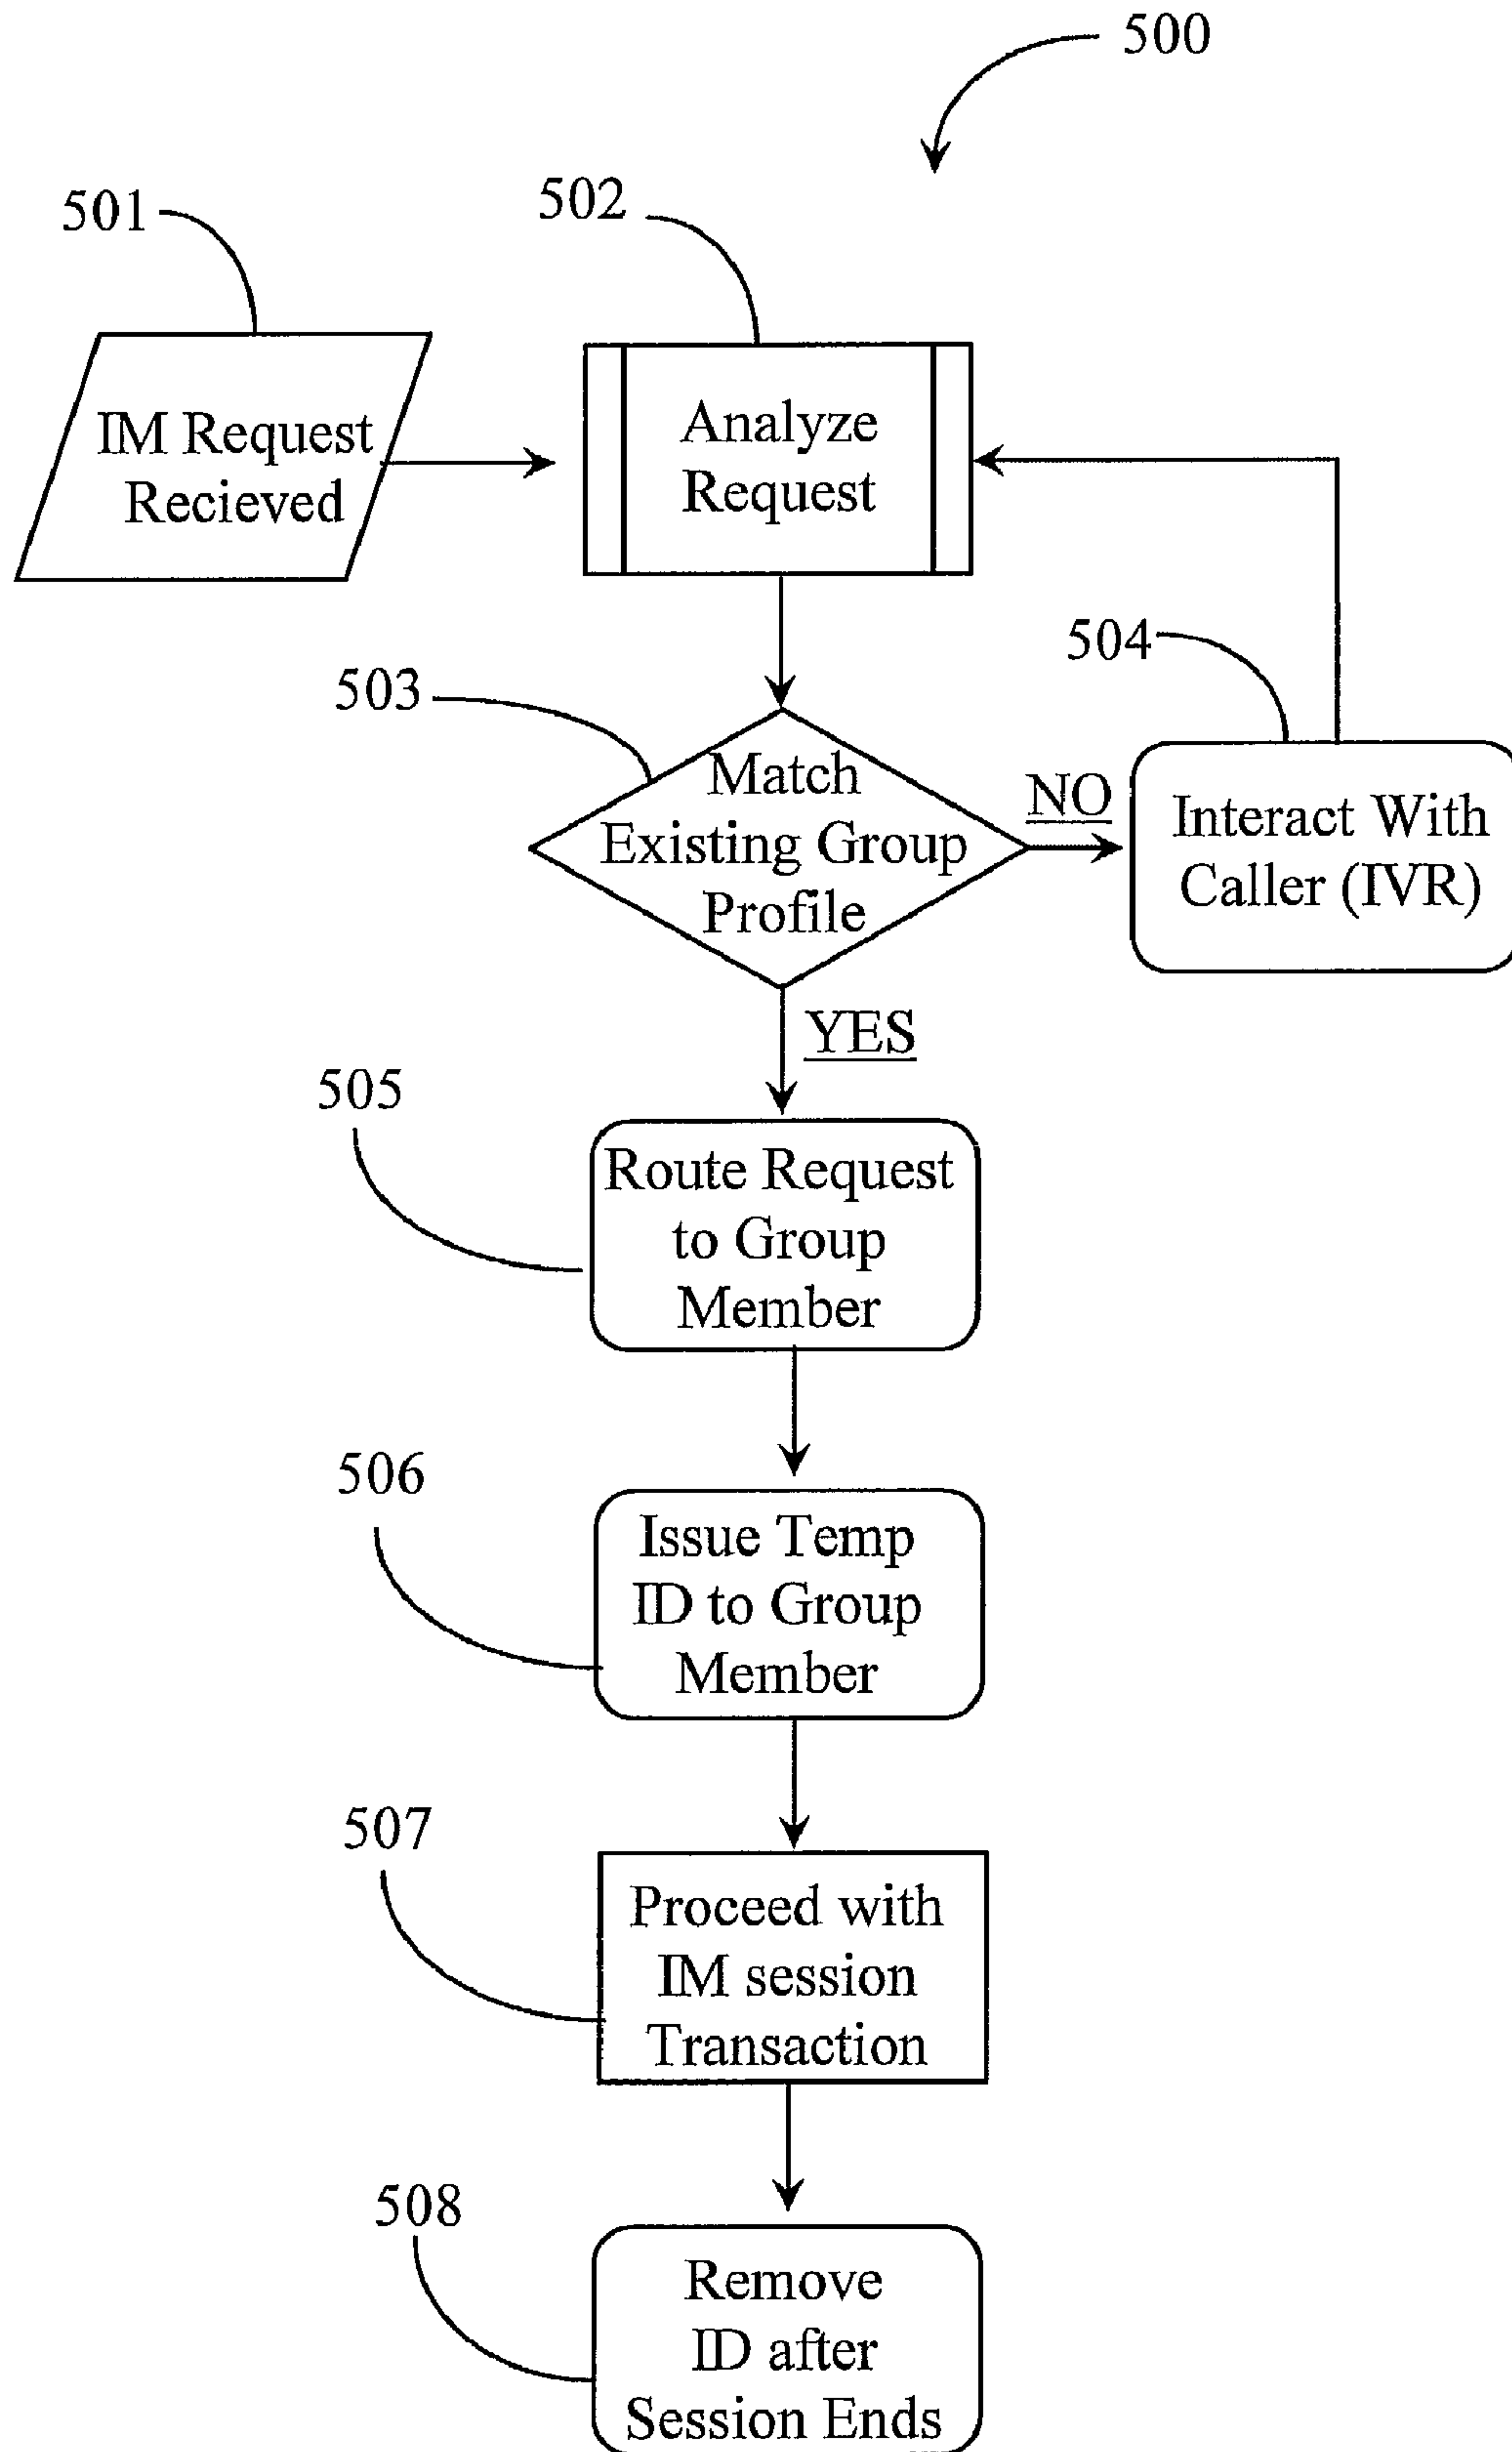 500
501
502
IM Request
Recieved
Analyze
Request
503
504
Match
Existing Group
Profile
NO
Interact With
Caller (IVR)
YES
505
Route Request
to Group
Member
506
Issue Temp
ID to Group
Member
507
Proceed with
IM session
Transaction
508
Remove
ID after
Session Ends